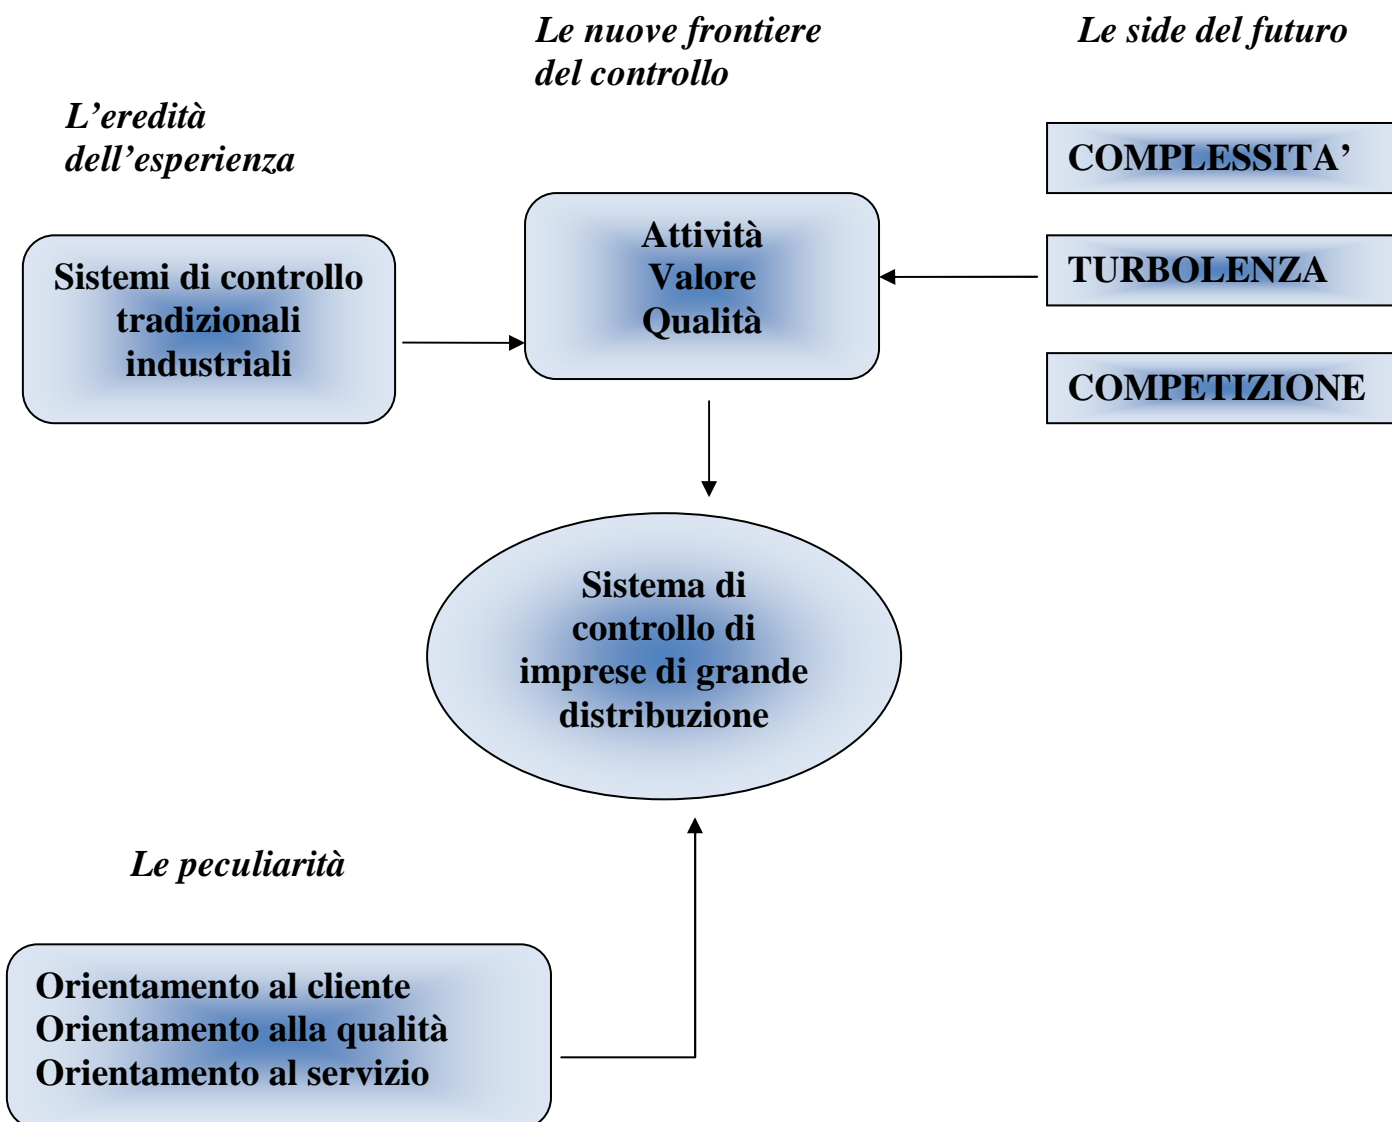 Le nuove frontiere
del controllo
Le side del futuro
L’eredità
dell’esperienza
COMPLESSITA’
Attività
Valore
Qualità
TURBOLENZA
Sistemi di controllo
tradizionali
industriali
COMPETIZIONE
Sistema di
controllo di
imprese di grande
distribuzione
Le peculiarità
Orientamento al cliente
Orientamento alla qualità
Orientamento al servizio